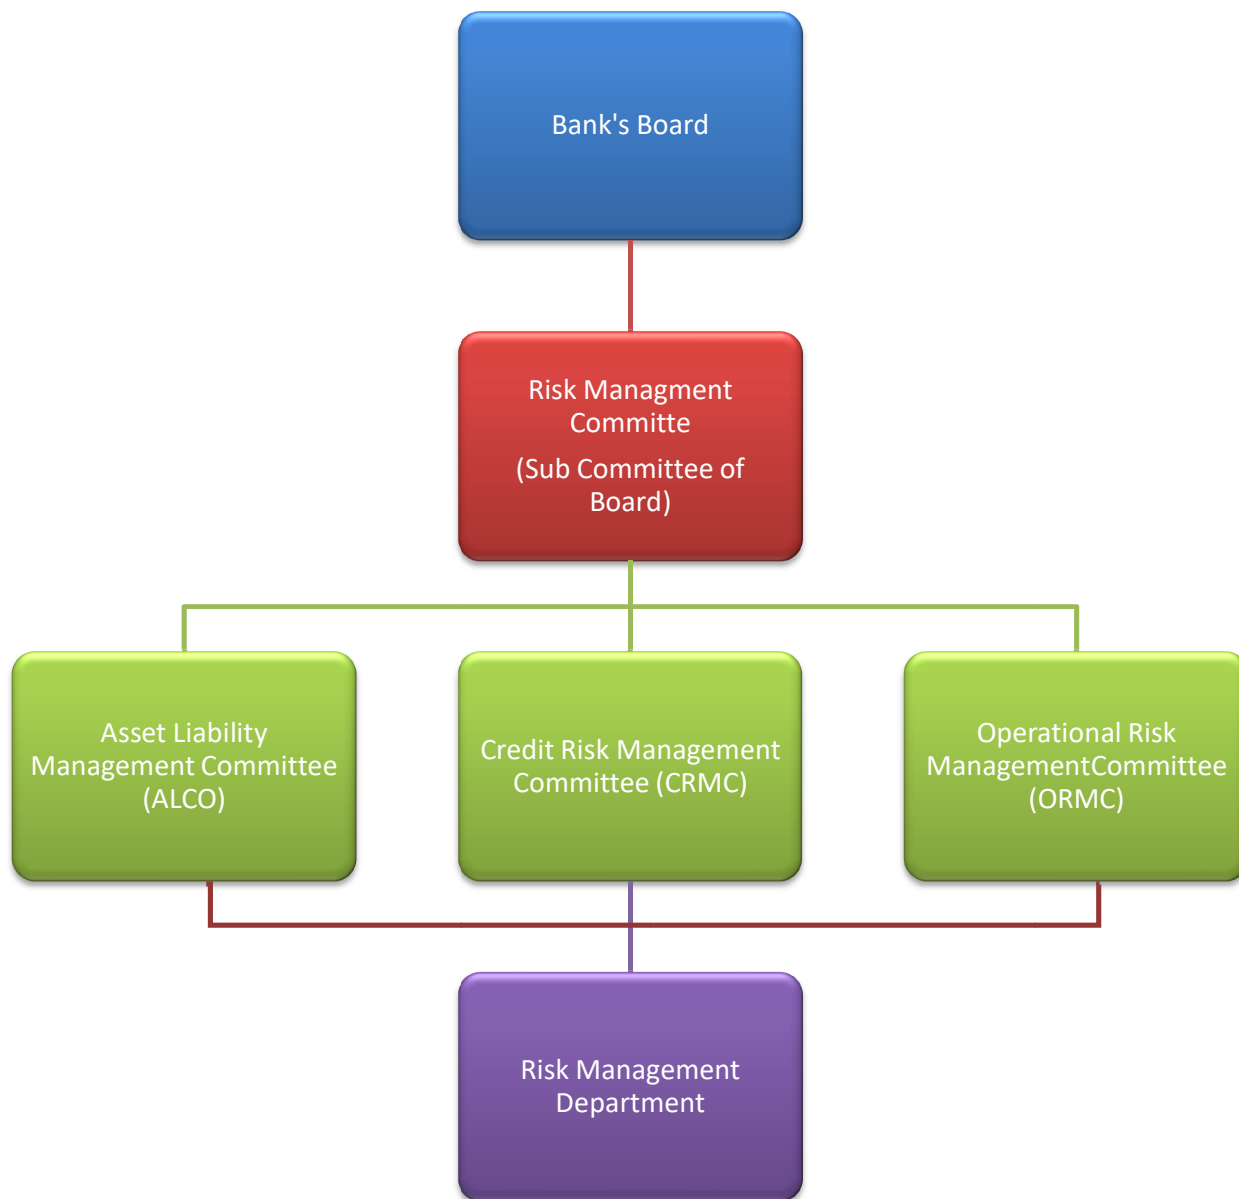 Bank's Board
Risk Managment
Committe
(Sub Committee of
Board)
Asset Liability
Management Committee
(ALCO)
Credit Risk Management
Committee (CRMC)
Operational Risk
ManagementCommittee
(ORMC)
Risk Management
Department